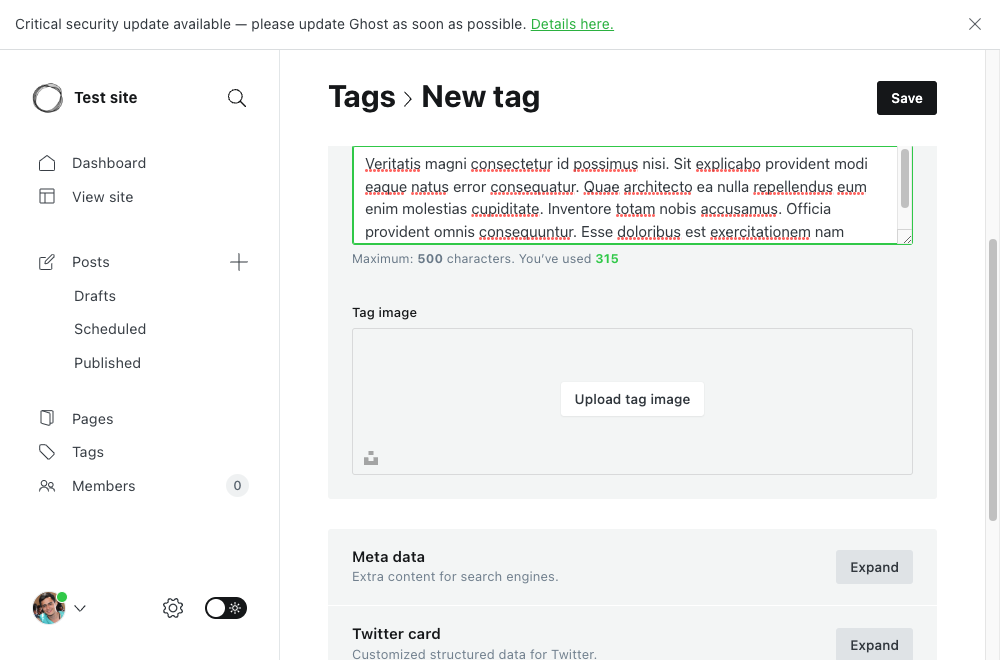 Critical security update available — please update Ghost as soon as possible. Details here.
Test site
Dashboard
View site
Posts
Drafts
Scheduled
Published
Pages
Tags
Members
0
Tags
New tag
Save
Veritatis magni consectetur id possimus nisi. Sit explicabo provident modi
eaque natus error consequatur. Quae architecto ea nulla repellendus eum
enim molestias cupiditate. Inventore totam nobis accusamus. Officia
provident omnis consequuntur. Esse doloribus est exercitationem nam
Maximum: 500 characters. You’ve used 315
Tag image
Upload tag image
Meta data
Extra content for search engines.
Expand
Twitter card
Customized structured data for Twitter.
Expand